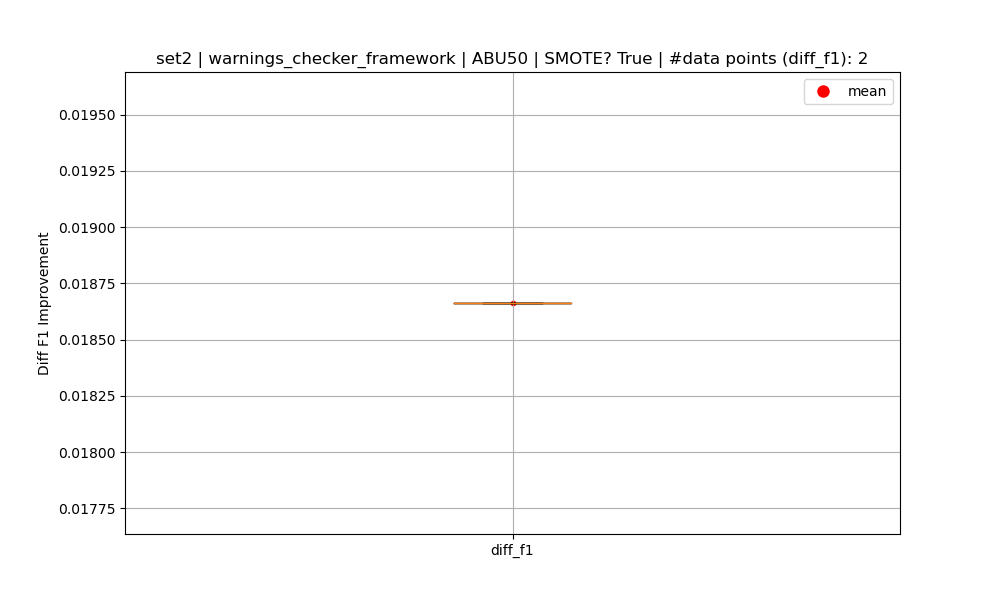 set2 | warnings_checker_framework | ABU50 | SMOTE? True | #data points (diff_f1): 2
mean
0.01950
0.01925
0.01900
0.01875
0.01850
0.01825
0.01800
0.01775
Diff F1 Improvement
diff_f1